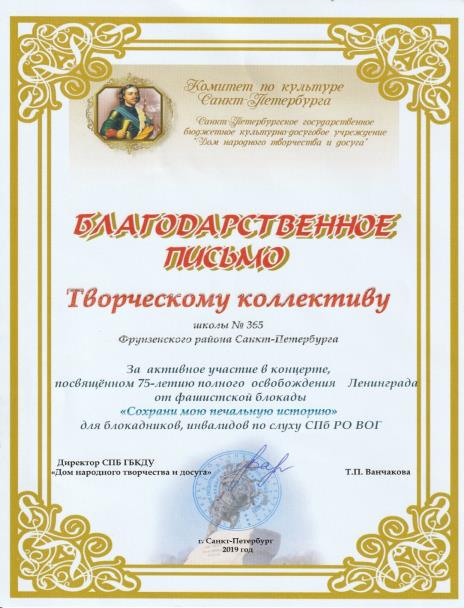 Комитет по культуре
Санкт-Петербурга
Санкт-Петербургское государственное
бюджетное культурно-досуговое учреждение
"Дом народного творчества и досуга"
БЛАГОДАРСТВЕННОЕ
ПИСЬМО
Творческому коллективу
школы № 365
Фрунзенского района Санкт-Петербурга
За активное участие в концерте,
посвящённом 75-летию полного освобождения Ленинграда
от фашистской блокады
«Сохрани мою печальную историю»
для блокадников, инвалидов по слуху СПб РО ВОГ
Директор СПБ ГБКДУ
«Дом народного творчества и досуга»
Т.П. Ванчакова
г. Санкт-Петербург
2019 год